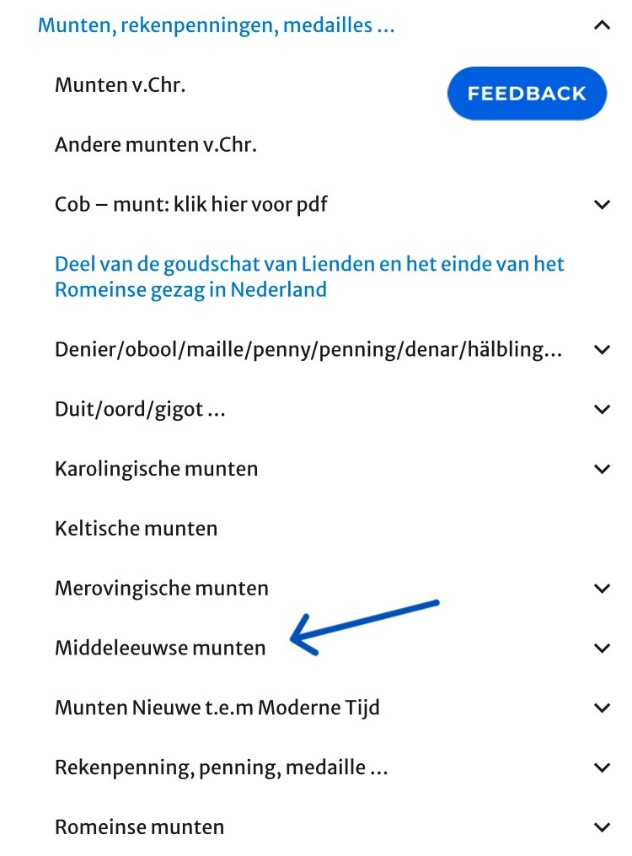 Munten, rekenpenningen, medailles ...
Munten v.Chr.
FEEDBACK
Andere munten v.Chr.
Cob – munt: klik hier voor pdf
Deel van de goudschat van Lienden en het einde van het
Romeinse gezag in Nederland
Denier/obool/maille/penny/penning/denar/hälbling...
Duit/oord/gigot ...
Karolingische munten
Keltische munten
Merovingische munten
Middeleeuwse munten
Munten Nieuwe t.e.m Moderne Tijd
Rekenpenning, penning, medaille ...
Romeinse munten